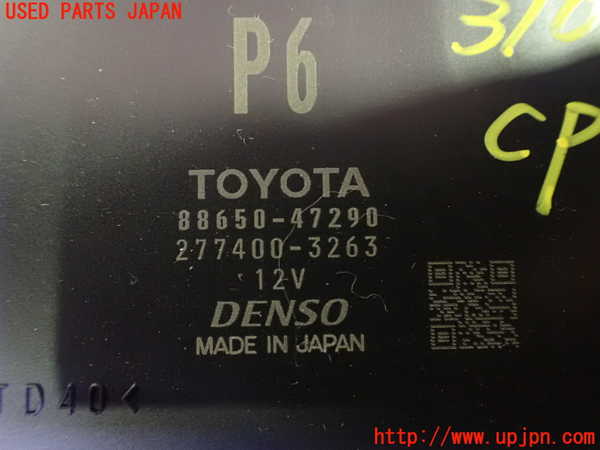 USED PARTS JAPAN
P6
310
CP
TOYOTA
88650-47290
277400-3263
12V
DENSO
MADE IN JAPAN
TD40<
http://www.upjpn.com